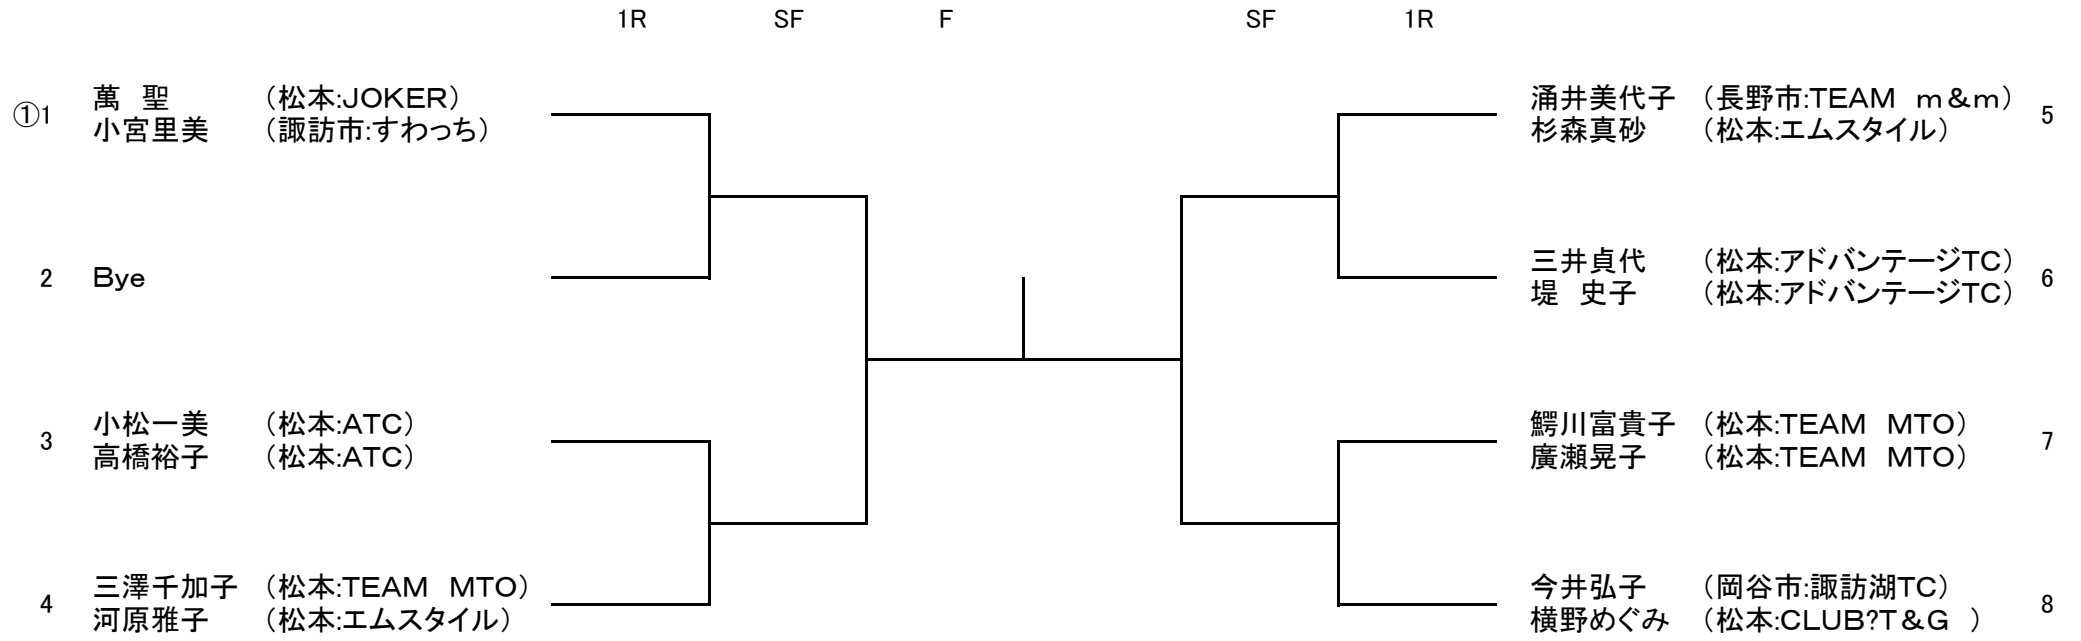 1R SF F SF 1R
①1 萬 聖 （松本:JOKER）
小宮里美 （諏訪市:すわっち）
2 Bye
3 小松一美 （松本:ATC）
高橋裕子 （松本:ATC）
4 三澤千加子 （松本:TEAM MTO）
河原雅子 （松本:エムスタイル）
涌井美代子 （長野市:TEAM m&m） 5
杉森真砂 （松本:エムスタイル）
三井貞代 （松本:アドバンテージTC） 6
堤 史子 （松本:アドバンテージTC）
鰐川富貴子 （松本:TEAM MTO） 7
廣瀬晃子 （松本:TEAM MTO）
今井弘子 （岡谷市:諏訪湖TC） 8
横野めぐみ （松本:CLUB?T&G ）